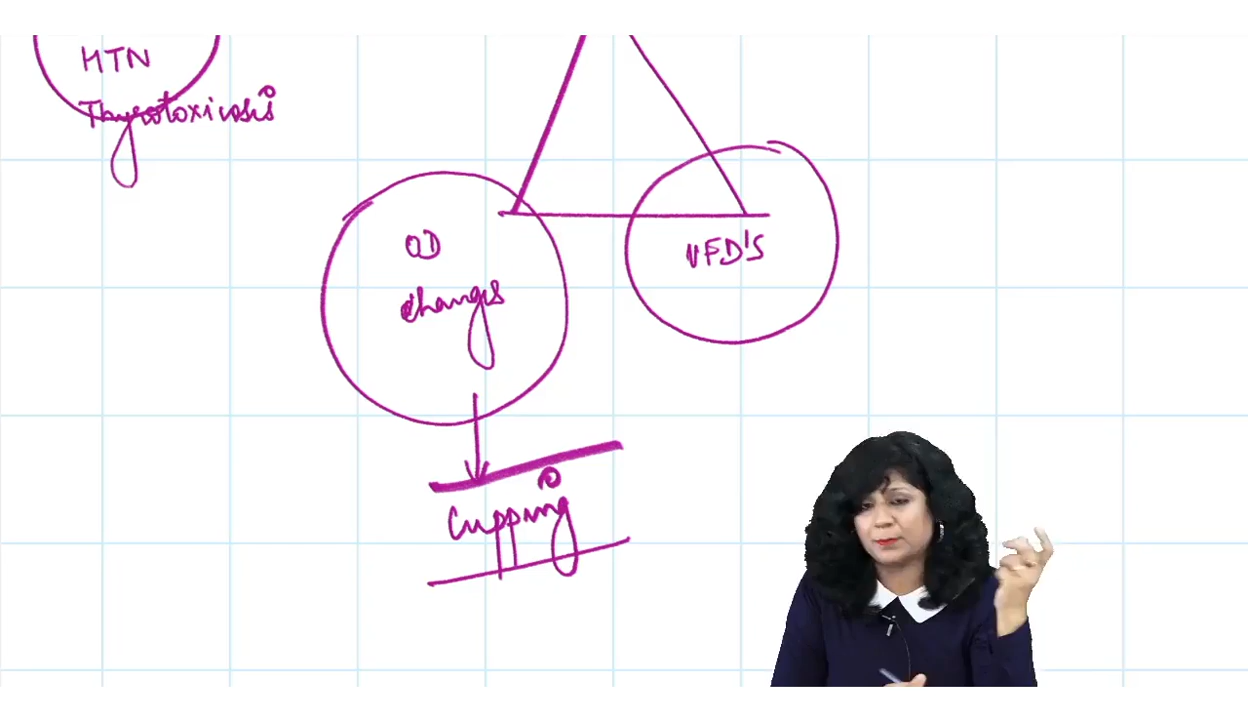 HTN
Thyrotoxicosis
OD
changes
VFD'S
Cupping